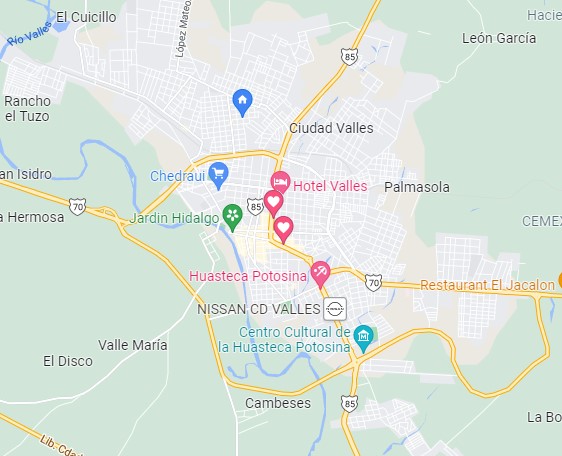 El Cuicillo
Río Valles
López Mateo
Hacie
León García
85
Rancho
el Tuzo
Ciudad Valles
an Isidro
Chedraui
Hotel Valles
Palmasola
a Hermosa
70
85
Jardin Hidalgo
CEMEX
Huasteca Potosina
70
Restaurant El Jacalon
NISSAN CD VALLES
Centro Cultural de
la Huasteca Potosina
Valle María
El Disco
Cambeses
85
La Bo
Lib. Cda